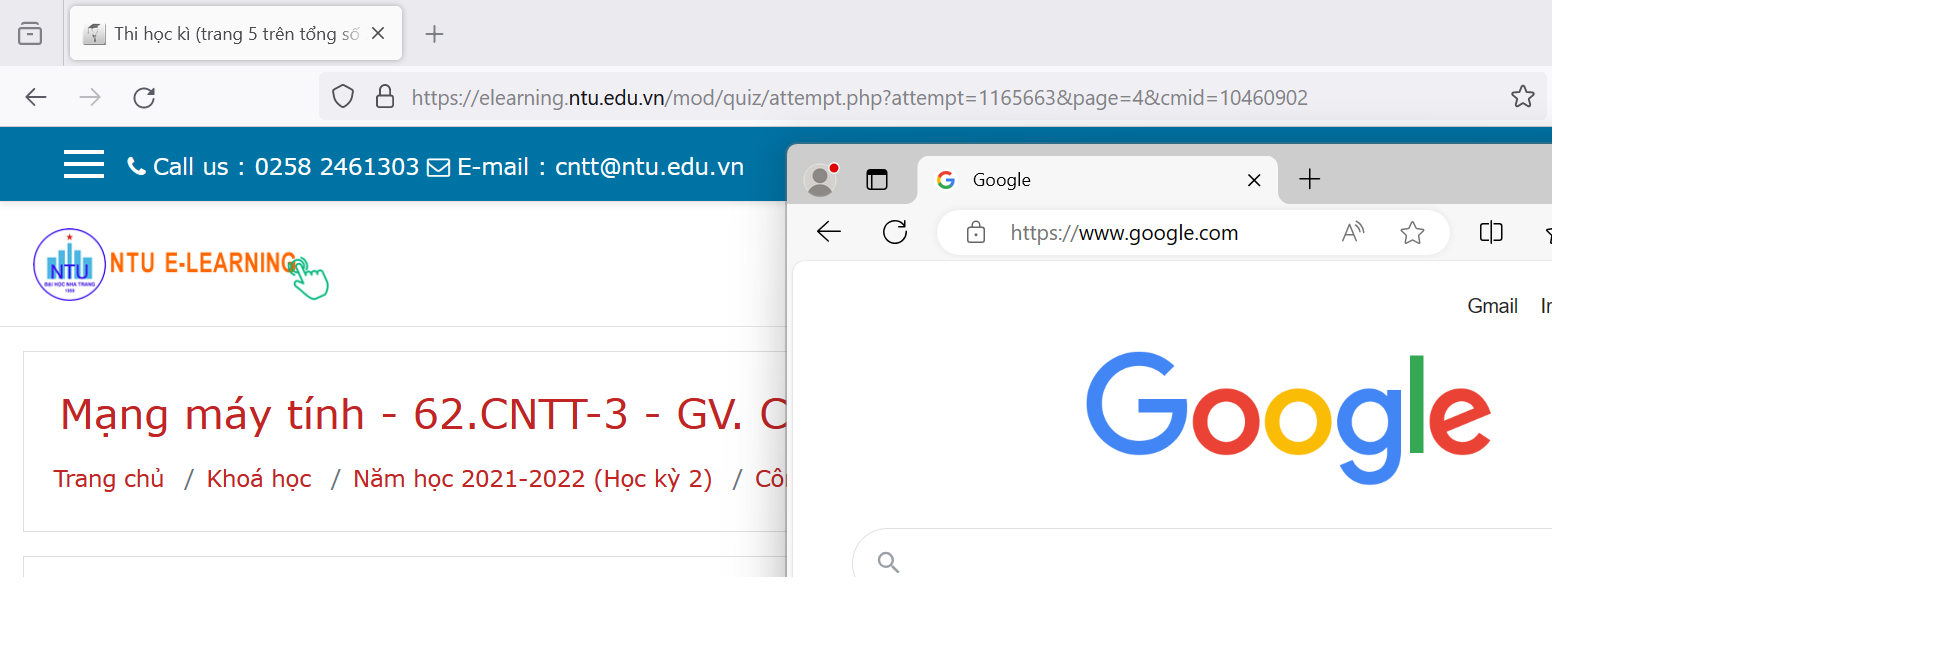 Thi học kì (trang 5 trên tổng số
https://elearning.ntu.edu.vn/mod/quiz/attempt.php?attempt=1165663&page=4&cmid=10460902
Call us : 0258 2461303 E-mail : cntt@ntu.edu.vn
NTU
ĐẠI HỌC NHA TRANG
1959
NTU E-LEARNING
Mạng máy tính - 62.CNTT-3 - GV. C
Trang chủ / Khoá học / Năm học 2021-2022 (Học kỳ 2) / Côn
Google
https://www.google.com
Gmail
Google